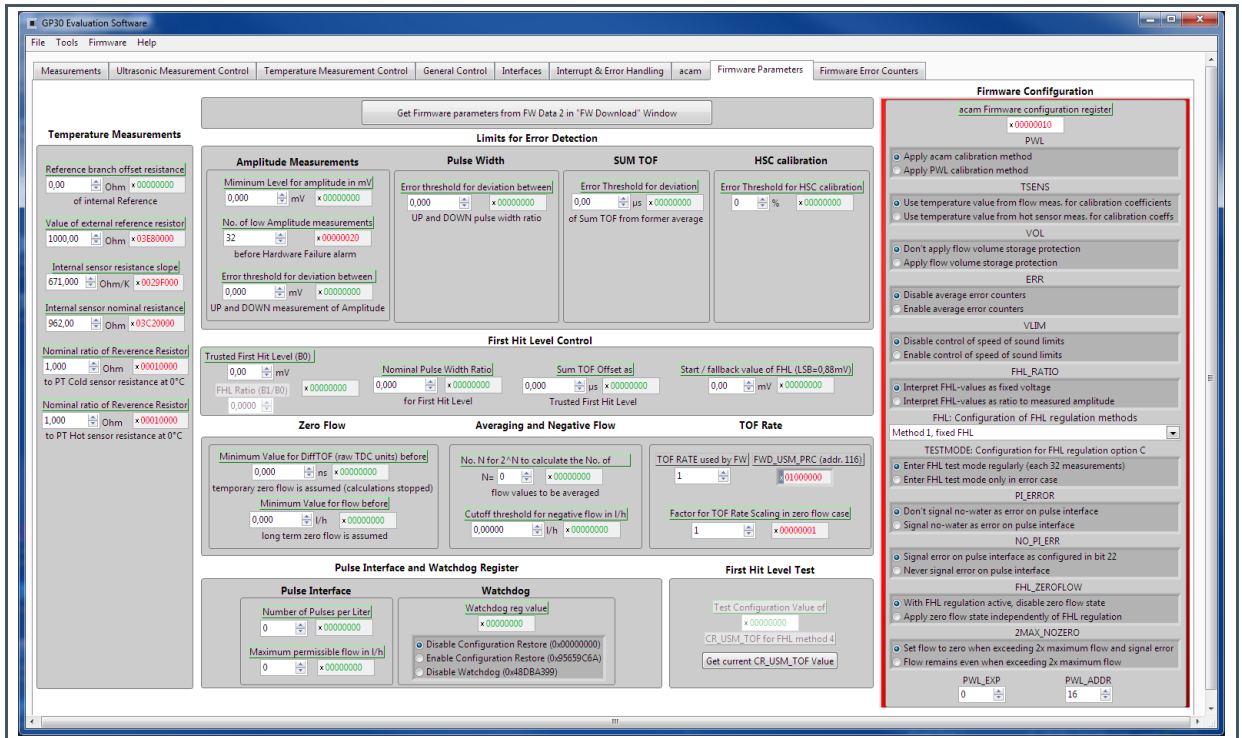 GP30 Evaluation Software
File Tools Firmware Help
Measurements Ultrasonic Measurement Control Temperature Measurement Control General Control Interfaces Interrupt & Error Handling acam Firmware Parameters Firmware Error Counters
Get Firmware parameters from FW Data 2 in "FW Download" Window
Temperature Measurements
Reference branch offset resistance
0,00 Ohm x 00000000
of internal Reference
Value of external reference resistor
1000,00 Ohm x 03E80000
Internal sensor resistance slope
671,000 Ohm/K x 0029F000
Internal sensor nominal resistance
962,00 Ohm x 03C20000
Nominal ratio of Reverence Resistor
1,000 Ohm x 00010000
to PT Cold sensor resistance at 0°C
Nominal ratio of Reverence Resistor
1,000 Ohm x 00010000
to PT Hot sensor resistance at 0°C
Limits for Error Detection
Amplitude Measurements
Miminum Level for amplitude in mV
0,000 mV x 00000000
No. of low Amplitude measurements
32 x 00000020
before Hardware Failure alarm
Error threshold for deviation between
0,000 mV x 00000000
UP and DOWN measurement of Amplitude
Pulse Width
Error threshold for deviation between
0,000 x 00000000
UP and DOWN pulse width ratio
SUM TOF
Error Threshold for deviation
0,00 µs x 00000000
of Sum TOF from former average
HSC calibration
Error Threshold for HSC calibration
0 % x 00000000
First Hit Level Control
Trusted First Hit Level (B0)
0,00 mV
FHL Ratio (B1/B0) x 00000000
0,0000
Nominal Pulse Width Ratio
0,000 x 00000000
for First Hit Level
Sum TOF Offset as
0,000 µs x 00000000
Trusted First Hit Level
Start / fallback value of FHL (LSB=0,88mV)
0,00 mV x 00000000
Zero Flow
Minimum Value for DiffTOF (raw TDC units) before
0,000 ns x 00000000
temporary zero flow is assumed (calculations stopped)
Minimum Value for flow before
0,000 l/h x 00000000
long term zero flow is assumed
Averaging and Negative Flow
No. N for 2^N to calculate the No. of
N= 0 x 00000000
flow values to be averaged
Cutoff threshold for negative flow in l/h
0,00000 l/h x 00000000
TOF Rate
TOF RATE used by FW FWD_USM_PRC (addr. 116)
1 x 01000000
Factor for TOF Rate Scaling in zero flow case
1 x 00000001
Pulse Interface and Watchdog Register
Pulse Interface
Number of Pulses per Liter
0 x 00000000
Maximum permissible flow in l/h
0 x 00000000
Watchdog
Watchdog reg value
x 00000000
Disable Configuration Restore (0x00000000)
Enable Configuration Restore (0x95659C6A)
Disable Watchdog (0x48DBA399)
First Hit Level Test
Test Configuration Value of
x 00000000
CR_USM_TOF for FHL method 4
Get current CR_USM_TOF Value
Firmware Confifguration
acam Firmware configuration register
x 00000010
PWL
Apply acam calibration method
Apply PWL calibration method
TSENS
Use temperature value from flow meas. for calibration coefficients
Use temperature value from hot sensor meas. for calibration coeffs
VOL
Don't apply flow volume storage protection
Apply flow volume storage protection
ERR
Disable average error counters
Enable average error counters
VLIM
Disable control of speed of sound limits
Enable control of speed of sound limits
FHL_RATIO
Interpret FHL-values as fixed voltage
Interpret FHL-values as ratio to measured amplitude
FHL: Configuration of FHL regulation methods
Method 1, fixed FHL
TESTMODE: Configuration for FHL regulation option C
Enter FHL test mode regularly (each 32 measurements)
Enter FHL test mode only in error case
PI_ERROR
Don't signal no-water as error on pulse interface
Signal no-water as error on pulse interface
NO_PI_ERR
Signal error on pulse interface as configured in bit 22
Never signal error on pulse interface
FHL_ZEROFLOW
With FHL regulation active, disable zero flow state
Apply zero flow state independently of FHL regulation
2MAX_NOZERO
Set flow to zero when exceeding 2x maximum flow and signal error
Flow remains even when exceeding 2x maximum flow
PWL_EXP PWL_ADDR
0 16